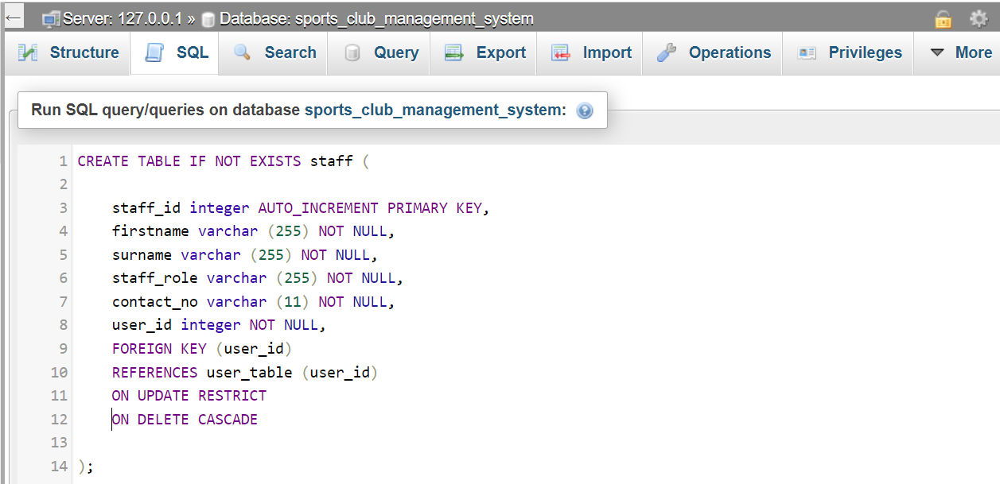 Server: 127.0.0.1 » Database: sports_club_management_system
Structure SQL Search Query Export Import Operations Privileges More
Run SQL query/queries on database sports_club_management_system:
1 CREATE TABLE IF NOT EXISTS staff (
2
3 staff_id integer AUTO_INCREMENT PRIMARY KEY,
4 firstname varchar (255) NOT NULL,
5 surname varchar (255) NOT NULL,
6 staff_role varchar (255) NOT NULL,
7 contact_no varchar (11) NOT NULL,
8 user_id integer NOT NULL,
9 FOREIGN KEY (user_id)
10 REFERENCES user_table (user_id)
11 ON UPDATE RESTRICT
12 ON DELETE CASCADE
13
14 );